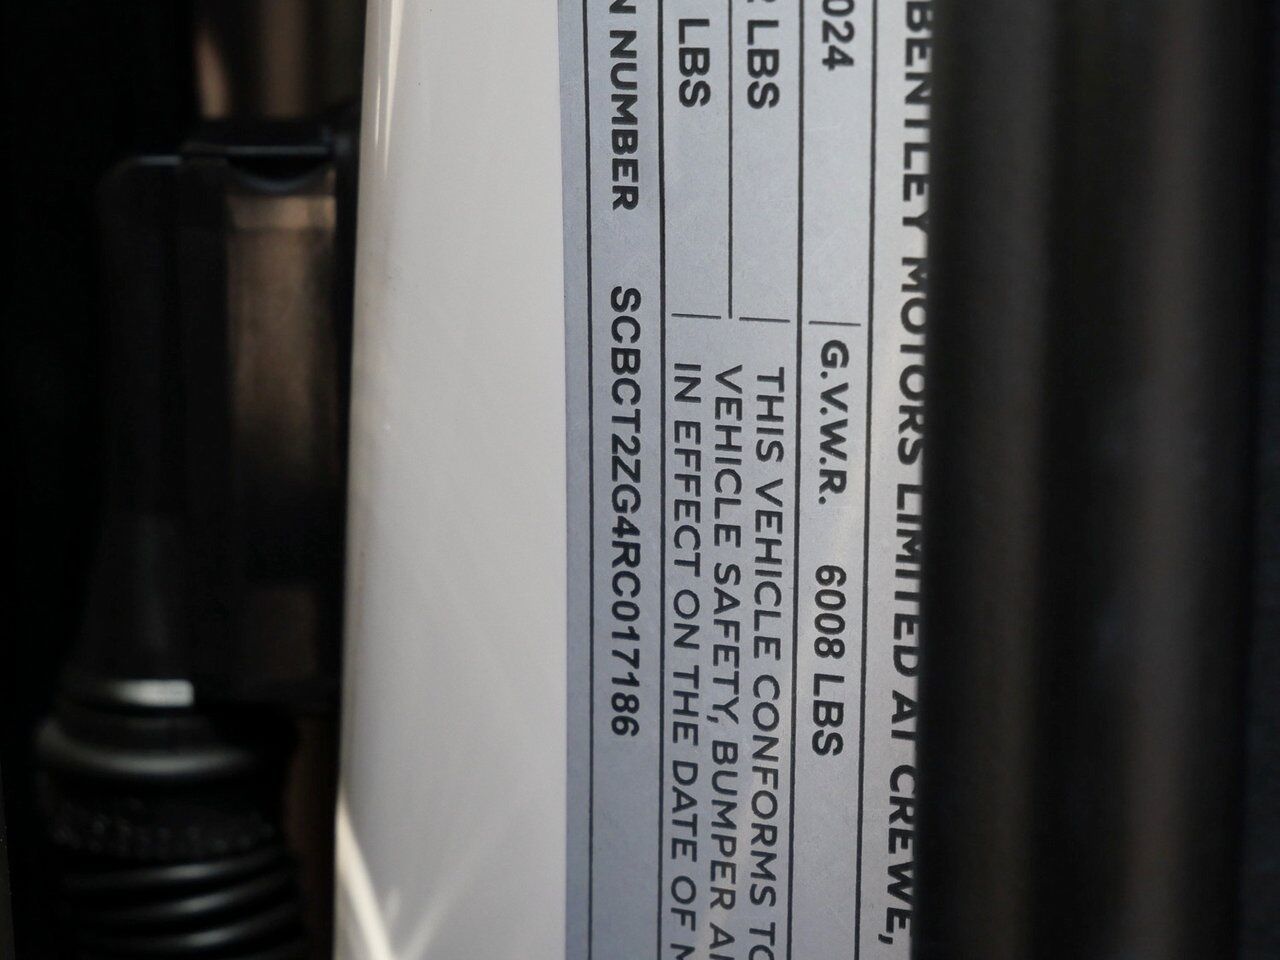 BENTLEY MOTORS LIMITED AT CREWE,
024 G.V.W.R. 6008 LBS
LBS THIS VEHICLE CONFORMS TO
VEHICLE SAFETY, BUMPER
LBS IN EFFECT ON THE DATE OF
NUMBER SCBCT2ZG4RC017186